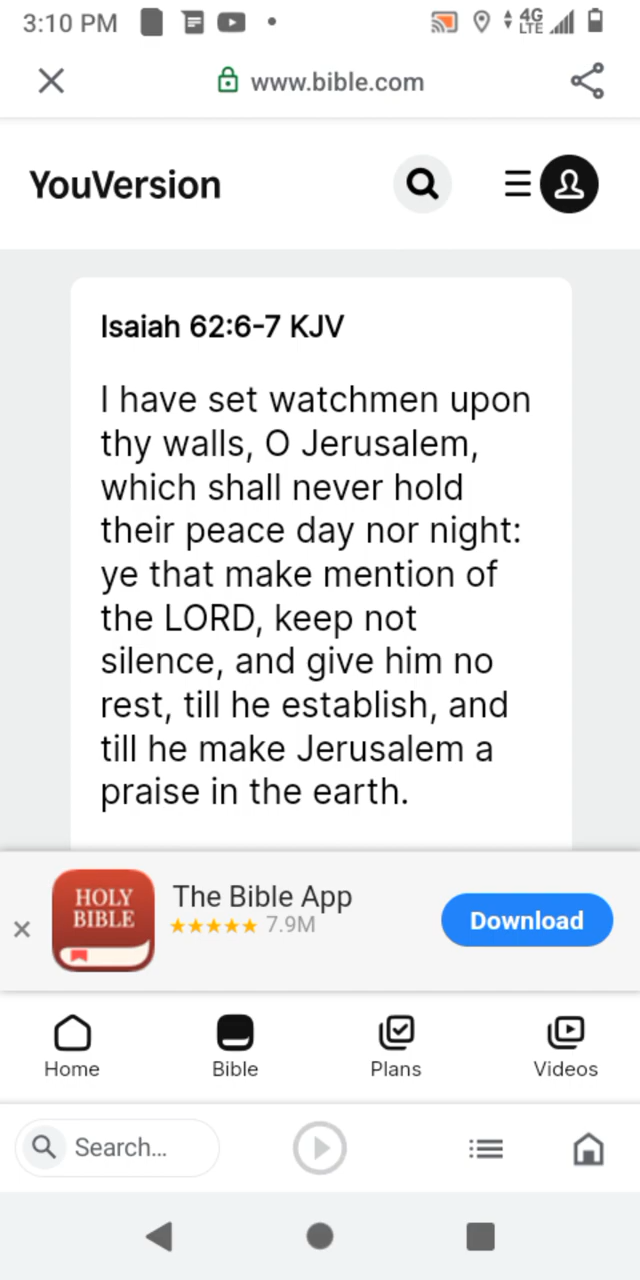 3:10 PM
4G
LTE
www.bible.com
YouVersion
Isaiah 62:6-7 KJV
I have set watchmen upon
thy walls, O Jerusalem,
which shall never hold
their peace day nor night:
ye that make mention of
the LORD, keep not
silence, and give him no
rest, till he establish, and
till he make Jerusalem a
praise in the earth.
HOLY
BIBLE
The Bible App
7.9M
Download
Home
Bible
Plans
Videos
Search...